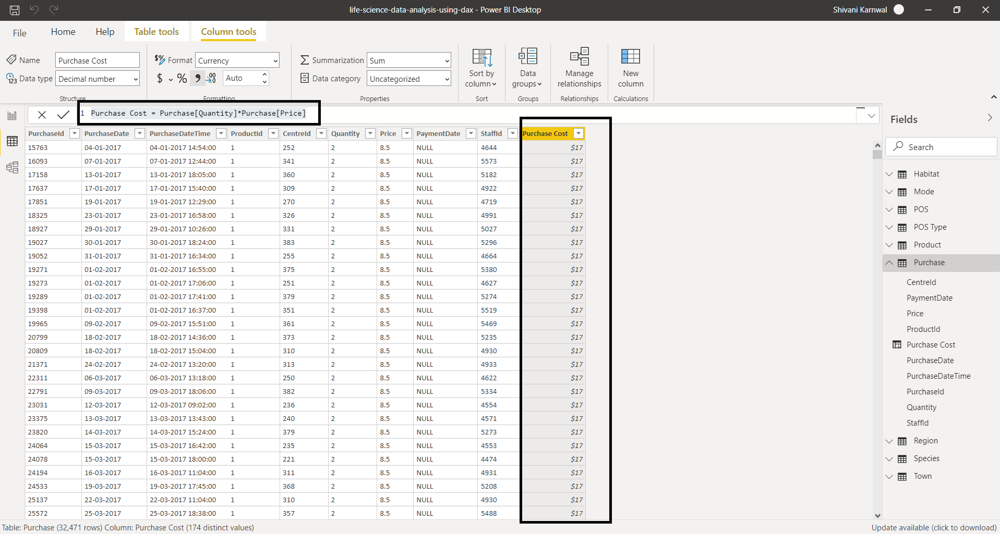 life-science-data-analysis-using-dax - Power BI Desktop
Shivani Karnwal
File Home Help Table tools Column tools
Name Purchase Cost
Data type Decimal number
Structure
$% Format Currency
$ % 9 .00 →.0 Auto
Formatting
Σ Summarization Sum
Data category Uncategorized
Properties
Sort by
column
Sort
Data
groups
Groups
Manage
relationships
Relationships
New
column
Calculations
1 Purchase Cost = Purchase[Quantity]*Purchase[Price]
PurchaseId PurchaseDate PurchaseDateTime ProductId CentreId Quantity Price PaymentDate StaffId Purchase Cost
15763 04-01-2017 04-01-2017 14:54:00 1 252 2 8.5 NULL 4644 $17
16093 07-01-2017 07-01-2017 12:44:00 1 341 2 8.5 NULL 5573 $17
17158 13-01-2017 13-01-2017 18:05:00 1 360 2 8.5 NULL 5182 $17
17637 17-01-2017 17-01-2017 15:40:00 1 309 2 8.5 NULL 4922 $17
17851 19-01-2017 19-01-2017 12:29:00 1 270 2 8.5 NULL 4719 $17
18325 23-01-2017 23-01-2017 16:58:00 1 326 2 8.5 NULL 4991 $17
18927 29-01-2017 29-01-2017 10:26:00 1 331 2 8.5 NULL 5027 $17
19027 30-01-2017 30-01-2017 18:24:00 1 383 2 8.5 NULL 5296 $17
19052 31-01-2017 31-01-2017 16:34:00 1 255 2 8.5 NULL 4664 $17
19271 01-02-2017 01-02-2017 16:55:00 1 375 2 8.5 NULL 5380 $17
19273 01-02-2017 01-02-2017 17:06:00 1 251 2 8.5 NULL 4627 $17
19289 01-02-2017 01-02-2017 17:41:00 1 379 2 8.5 NULL 5274 $17
19398 01-02-2017 01-02-2017 16:37:00 1 351 2 8.5 NULL 5519 $17
19965 09-02-2017 09-02-2017 15:51:00 1 361 2 8.5 NULL 5469 $17
20799 18-02-2017 18-02-2017 14:36:00 1 373 2 8.5 NULL 5235 $17
20809 18-02-2017 18-02-2017 15:04:00 1 310 2 8.5 NULL 4930 $17
21371 24-02-2017 24-02-2017 13:20:00 1 313 2 8.5 NULL 4933 $17
22311 06-03-2017 06-03-2017 13:18:00 1 250 2 8.5 NULL 4622 $17
22791 09-03-2017 09-03-2017 18:06:00 1 382 2 8.5 NULL 5334 $17
23031 12-03-2017 12-03-2017 09:02:00 1 236 2 8.5 NULL 4554 $17
23375 13-03-2017 13-03-2017 13:43:00 1 240 2 8.5 NULL 4571 $17
23820 14-03-2017 14-03-2017 15:24:00 1 379 2 8.5 NULL 5273 $17
24064 15-03-2017 15-03-2017 16:42:00 1 235 2 8.5 NULL 4553 $17
24078 15-03-2017 15-03-2017 18:00:00 1 221 2 8.5 NULL 4474 $17
24194 16-03-2017 16-03-2017 11:04:00 1 311 2 8.5 NULL 4931 $17
24533 19-03-2017 19-03-2017 17:45:00 1 368 2 8.5 NULL 5208 $17
25137 22-03-2017 22-03-2017 11:04:00 1 310 2 8.5 NULL 4930 $17
25572 25-03-2017 25-03-2017 18:38:00 1 357 2 8.5 NULL 5488 $17
Fields
Search
Habitat
Mode
POS
POS Type
Product
Purchase
CentreId
PaymentDate
Price
ProductId
Purchase Cost
PurchaseDate
PurchaseDateTime
PurchaseId
Quantity
StaffId
Region
Species
Town
Table: Purchase (32,471 rows) Column: Purchase Cost (174 distinct values)
Update available (click to download)